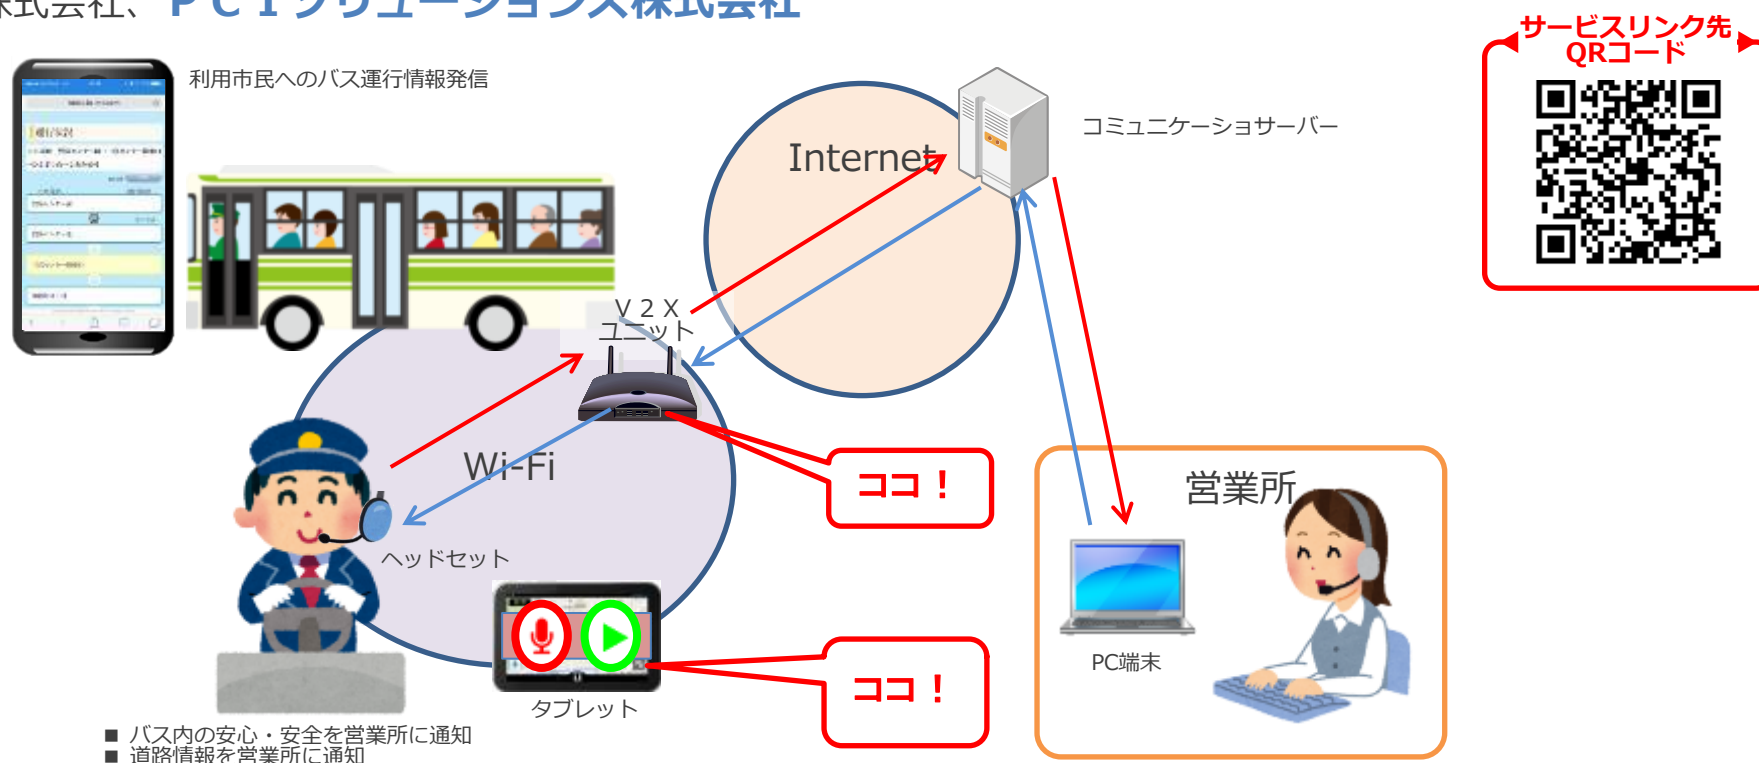 株式会社、ＰＣＩソリューションズ株式会社
サービスリンク先
QRコード
利用市民へのバス運行情報発信
コミュニケーショサーバー
Internet
Ｖ２Ｘ
ユニット
Wi-Fi
ココ！
営業所
ヘッドセット
PC端末
ココ！
タブレット
■ バス内の安心・安全を営業所に通知
■ 道路情報を営業所に通知